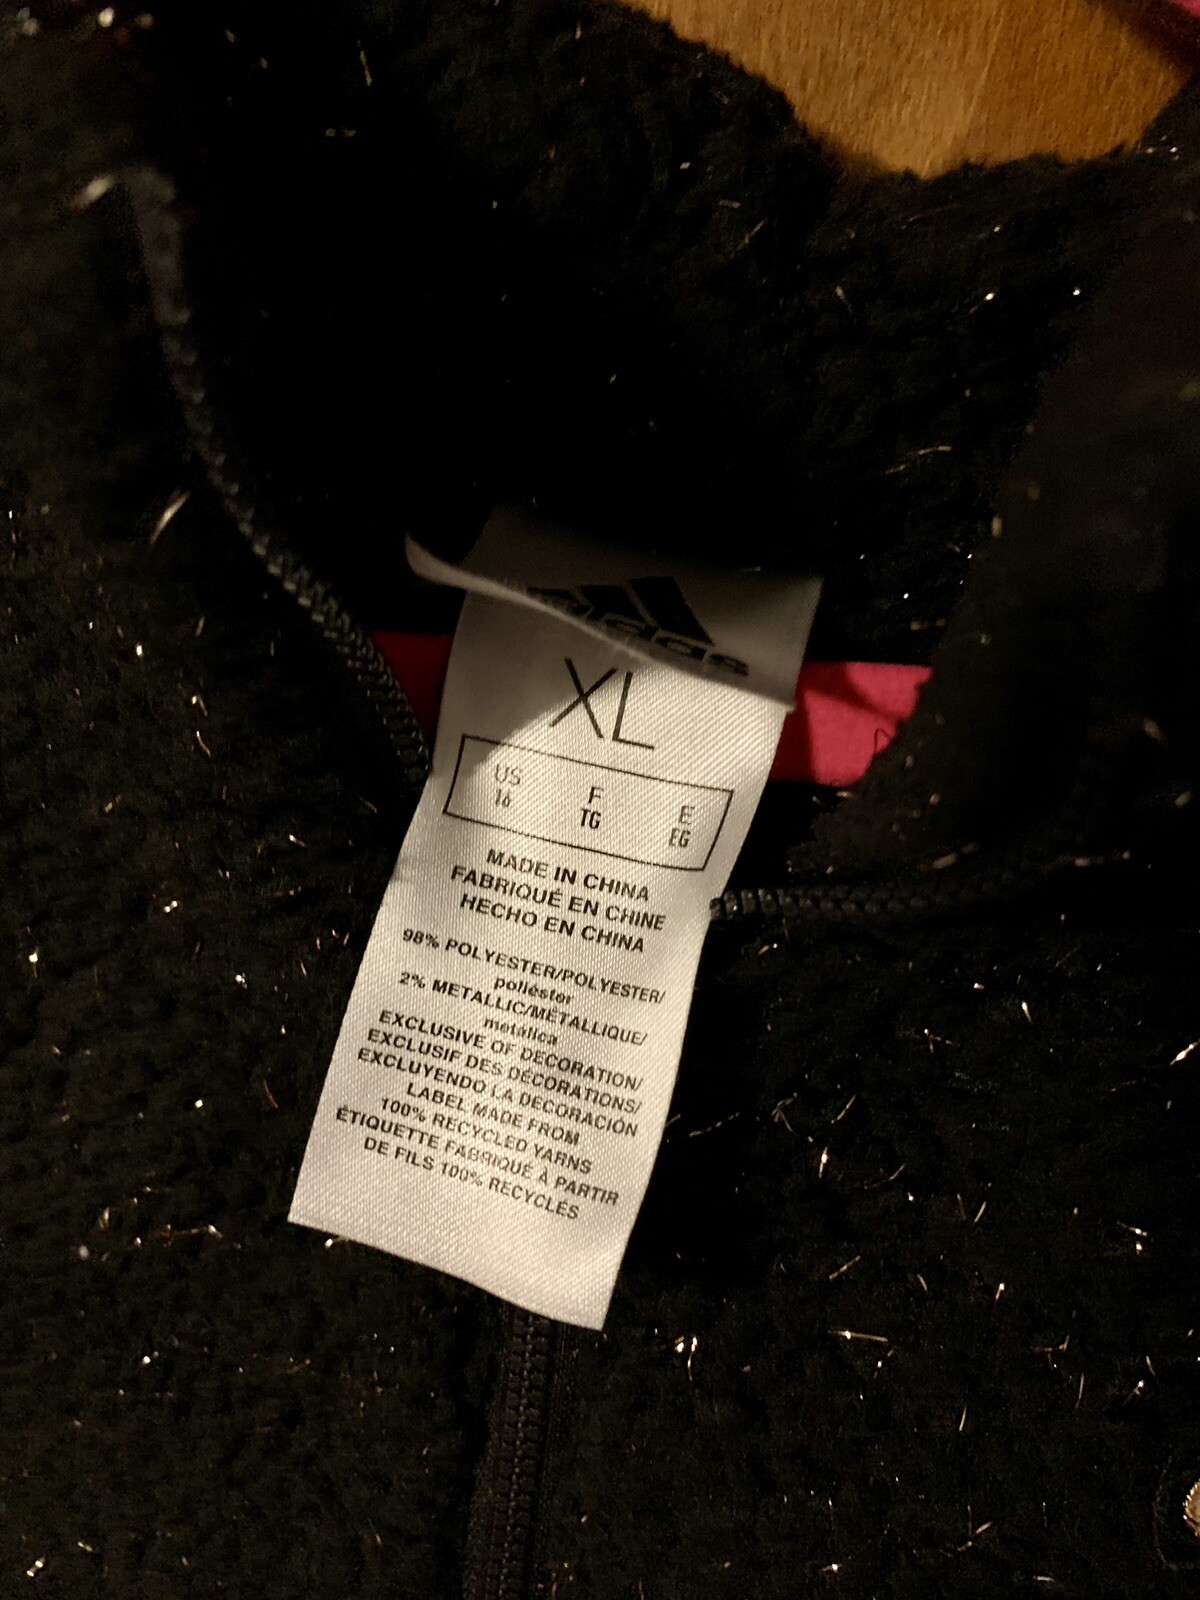 adidas
XL
US F E
16 TG EG
MADE IN CHINA
FABRIQUÉ EN CHINE
HECHO EN CHINA
98% POLYESTER/POLYESTER/
poliéster
2% METALLIC/MÉTALLIQUE/
metálica
EXCLUSIVE OF DECORATION/
EXCLUSIF DES DÉCORATIONS/
EXCLUYENDO LA DECORACIÓN
LABEL MADE FROM
100% RECYCLED YARNS
ÉTIQUETTE FABRIQUÉ À PARTIR
DE FILS 100% RECYCLÉS